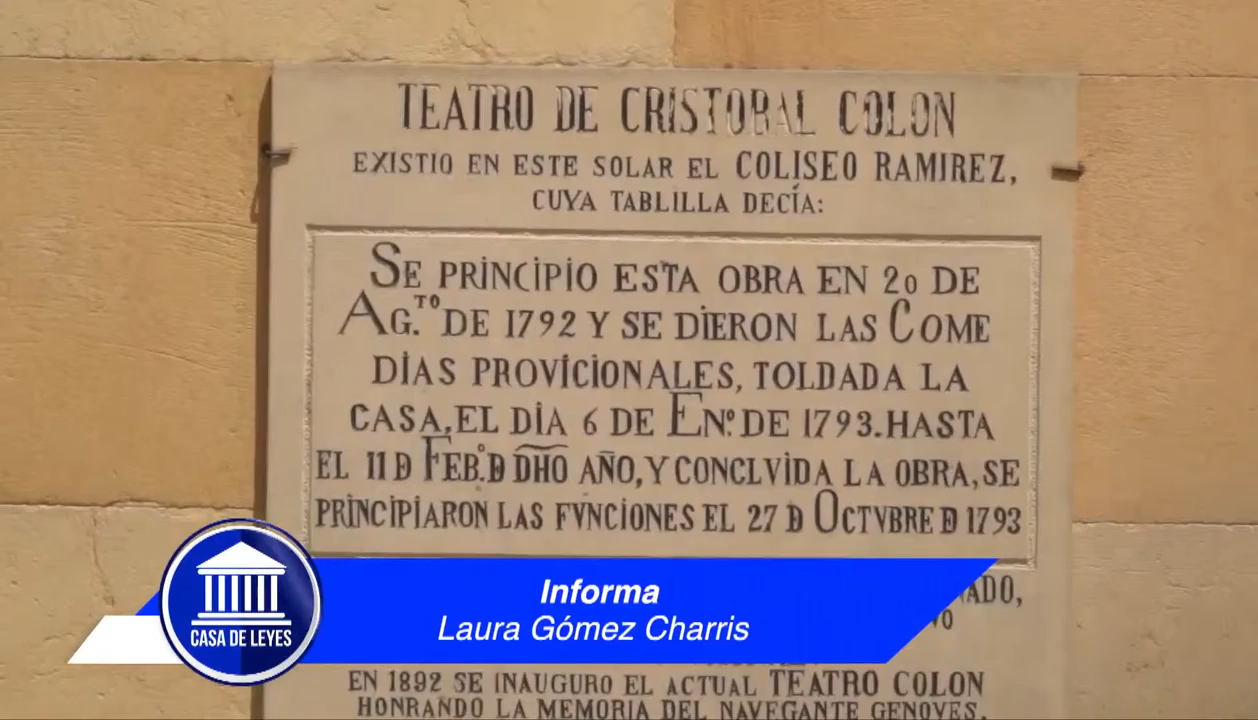 TEATRO DE CRISTOBAL COLON
EXISTIO EN ESTE SOLAR EL COLISEO RAMIREZ,
CUYA TABLILLA DECÍA:
SE PRINCIPIO ESTA OBRA EN 20 DE
AG.TO DE 1792 Y SE DIERON LAS COME
DIAS PROVICIONALES, TOLDADA LA
CASA, EL DIA 6 DE ENº. DE 1793. HASTA
EL 11 D FEBº. D DHO AÑO, Y CONCLVIDA LA OBRA, SE
PRINCIPIARON LAS FVNCIONES EL 27 D OCTVBRE D 1793
Informa
Laura Gómez Charris
CASA DE LEYES
EN 1892 SE INAUGURO EL ACTUAL TEATRO COLON
HONRANDO LA MEMORIA DEL NAVEGANTE GENOVES.